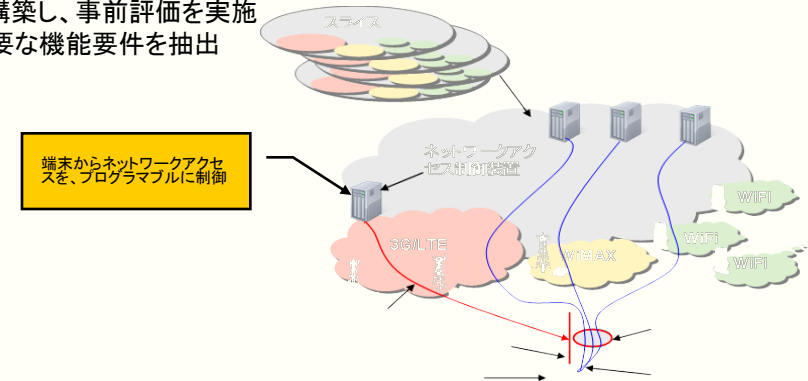 構築し、事前評価を実施
要な機能要件を抽出
スライス
端末からネットワークアクセ
スを、プログラマブルに制御
ネットワークアク
セス制御装置
3G/LTE
WiMAX
WiFi
WiFi
WiFi